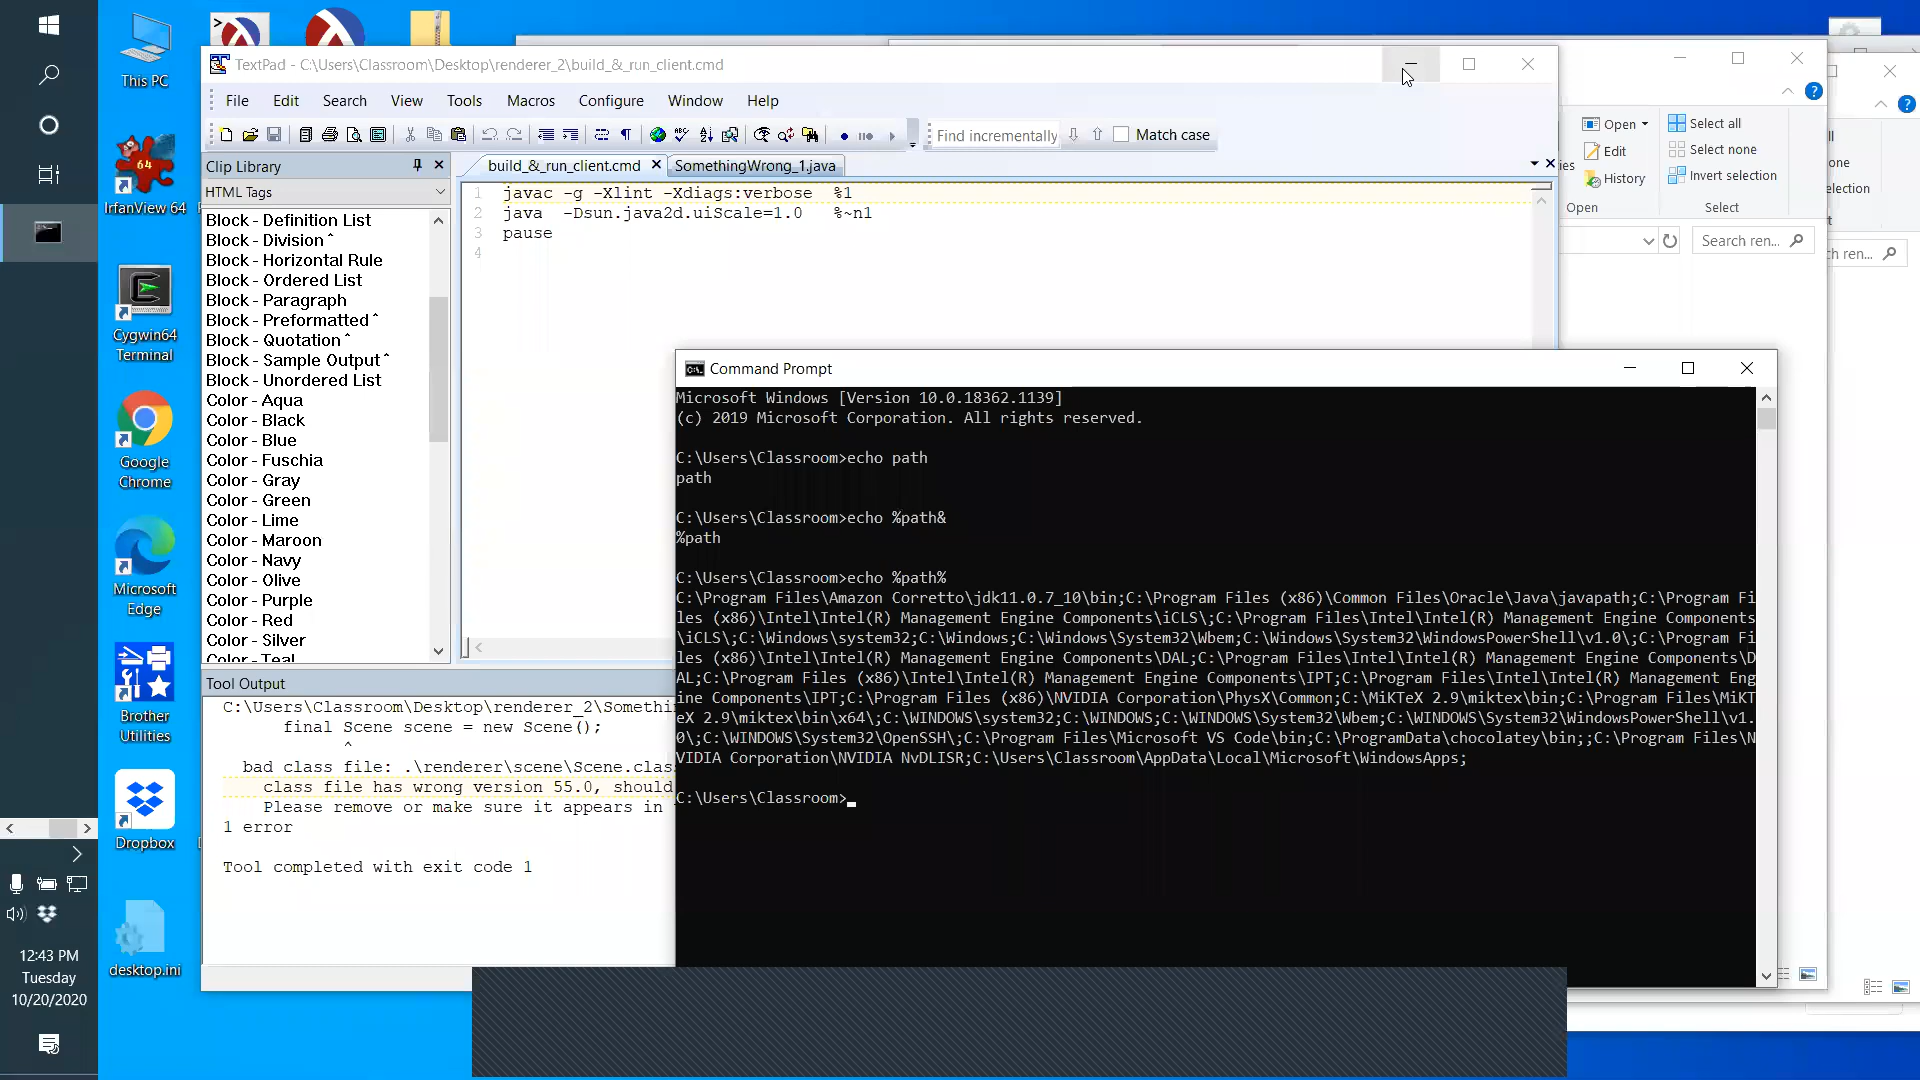 This PC
IrfanView 64
Cygwin64
Terminal
Google
Chrome
Microsoft
Edge
Brother
Utilities
Dropbox
desktop.ini
12:43 PM
Tuesday
10/20/2020
TextPad - C:\Users\Classroom\Desktop\renderer_2\build_&_run_client.cmd
File Edit Search View Tools Macros Configure Window Help
Find incrementally Match case
Clip Library
HTML Tags
Block - Definition List
Block - Division ^
Block - Horizontal Rule
Block - Ordered List
Block - Paragraph
Block - Preformatted ^
Block - Quotation ^
Block - Sample Output ^
Block - Unordered List
Color - Aqua
Color - Black
Color - Blue
Color - Fuschia
Color - Gray
Color - Green
Color - Lime
Color - Maroon
Color - Navy
Color - Olive
Color - Purple
Color - Red
Color - Silver
Color - Teal
build_&_run_client.cmd SomethingWrong_1.java
1 javac -g -Xlint -Xdiags:verbose %1
2 java -Dsun.java2d.uiScale=1.0 %~n1
3 pause
4
Tool Output
C:\Users\Classroom\Desktop\renderer_2\Somethin
final Scene scene = new Scene();
^
bad class file: .\renderer\scene\Scene.clas
class file has wrong version 55.0, should
Please remove or make sure it appears in
1 error
Tool completed with exit code 1
Command Prompt
Microsoft Windows [Version 10.0.18362.1139]
(c) 2019 Microsoft Corporation. All rights reserved.
C:\Users\Classroom>echo path
path
C:\Users\Classroom>echo %path&
%path
C:\Users\Classroom>echo %path%
C:\Program Files\Amazon Corretto\jdk11.0.7_10\bin;C:\Program Files (x86)\Common Files\Oracle\Java\javapath;C:\Program Fi
les (x86)\Intel\Intel(R) Management Engine Components\iCLS\;C:\Program Files\Intel\Intel(R) Management Engine Components
\iCLS\;C:\Windows\system32;C:\Windows;C:\Windows\System32\Wbem;C:\Windows\System32\WindowsPowerShell\v1.0\;C:\Program Fi
les (x86)\Intel\Intel(R) Management Engine Components\DAL;C:\Program Files\Intel\Intel(R) Management Engine Components\D
AL;C:\Program Files (x86)\Intel\Intel(R) Management Engine Components\IPT;C:\Program Files\Intel\Intel(R) Management Eng
ine Components\IPT;C:\Program Files (x86)\NVIDIA Corporation\PhysX\Common;C:\MiKTeX 2.9\miktex\bin;C:\Program Files\MiKT
eX 2.9\miktex\bin\x64\;C:\WINDOWS\system32;C:\WINDOWS;C:\WINDOWS\System32\Wbem;C:\WINDOWS\System32\WindowsPowerShell\v1.
0\;C:\WINDOWS\System32\OpenSSH\;C:\Program Files\Microsoft VS Code\bin;C:\ProgramData\chocolatey\bin;;C:\Program Files\N
VIDIA Corporation\NVIDIA NvDLISR;C:\Users\Classroom\AppData\Local\Microsoft\WindowsApps;
C:\Users\Classroom>
Open Select all
Edit Select none
History Invert selection
Open Select
Search ren...